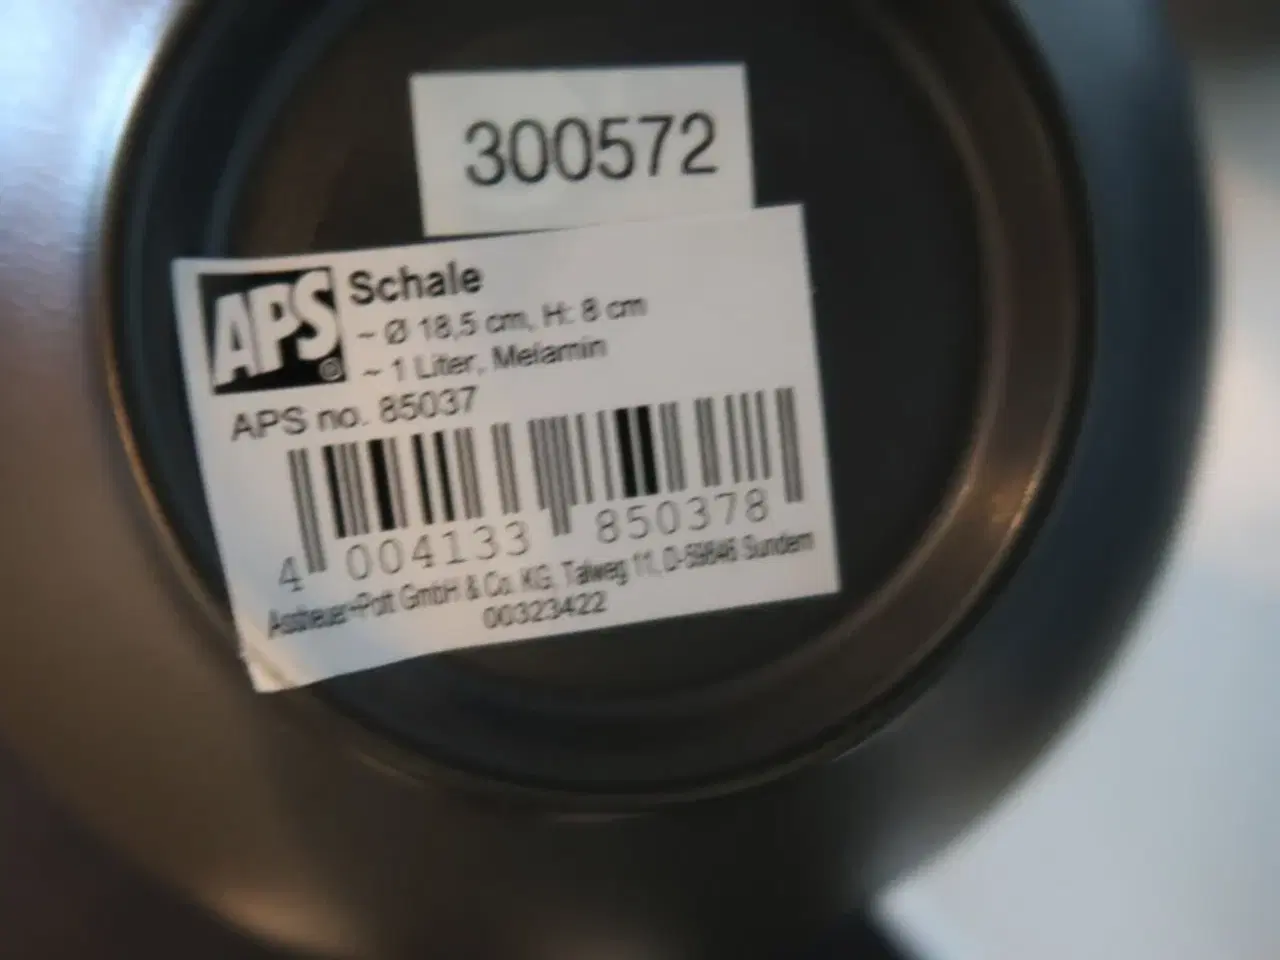 300572
APS®
Schale
~ Ø 18,5 cm, H: 8 cm
~ 1 Liter, Melamin
APS no. 85037
4 004133 850378
Assheuer+Pott GmbH & Co. KG, Talweg 11, D-59846 Sundern
00323422